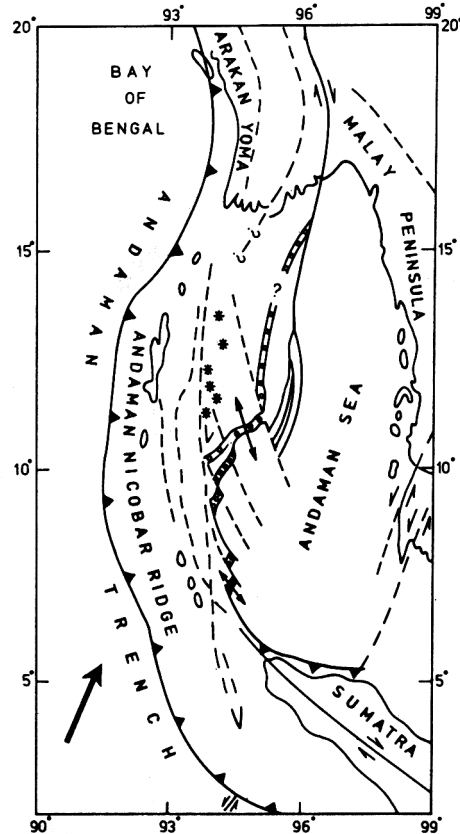 93°
96°
99°
20°
20°
BAY
OF
BENGAL
ARAKAN YOMA
MALAY
PENINSULA
?
?
15°
15°
?
ANDAMAN
TRENCH
ANDAMAN NICOBAR RIDGE
ANDAMAN SEA
10°
10°
5°
5°
SUMATRA
90°
93°
96°
99°